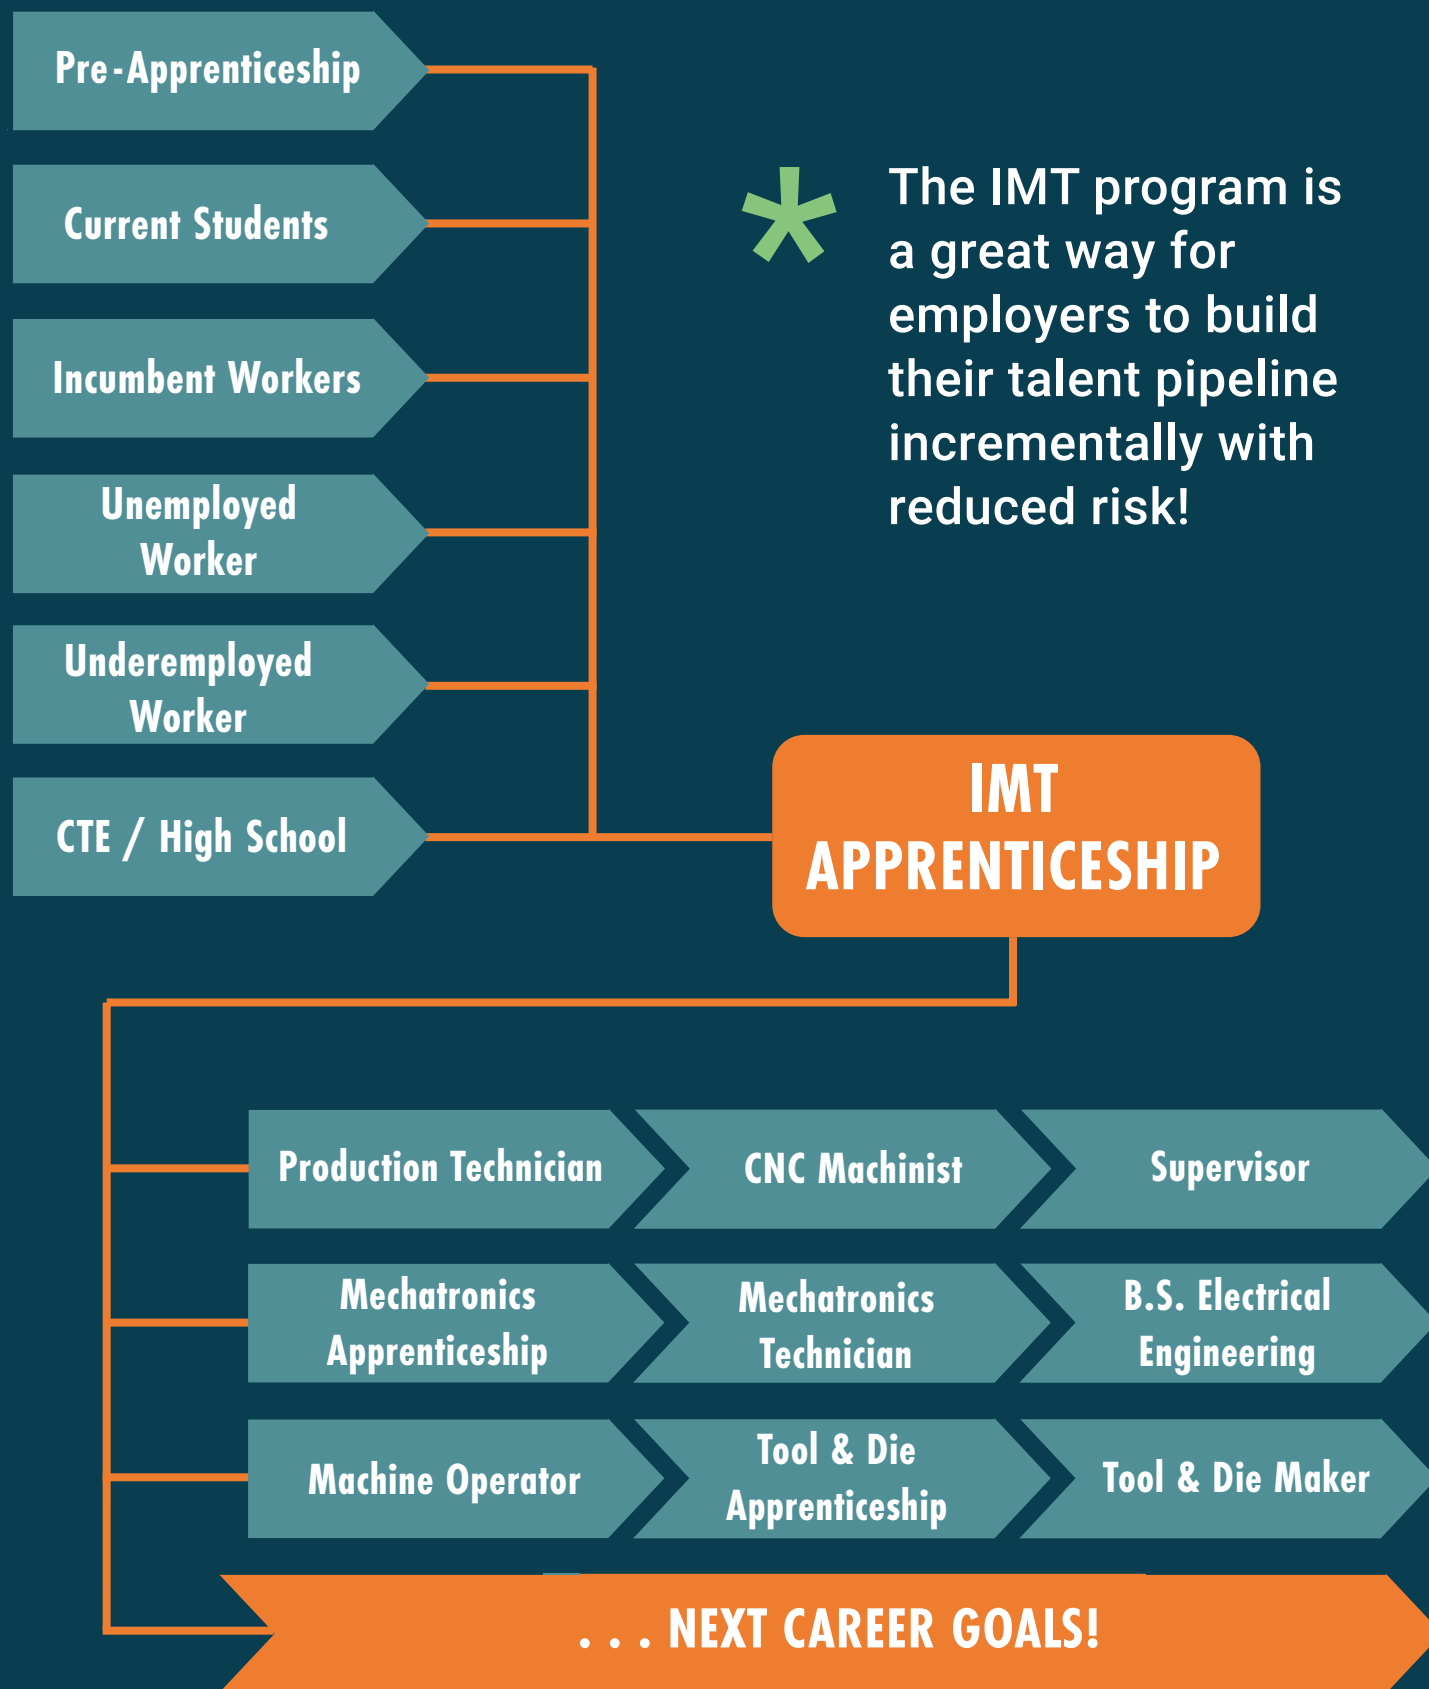 Pre-Apprenticeship
Current Students
Incumbent Workers
Unemployed
Worker
Underemployed
Worker
CTE / High School
* The IMT program is
a great way for
employers to build
their talent pipeline
incrementally with
reduced risk!
IMT
APPRENTICESHIP
Production Technician
CNC Machinist
Supervisor
Mechatronics
Apprenticeship
Mechatronics
Technician
B.S. Electrical
Engineering
Machine Operator
Tool & Die
Apprenticeship
Tool & Die Maker
. . . NEXT CAREER GOALS!